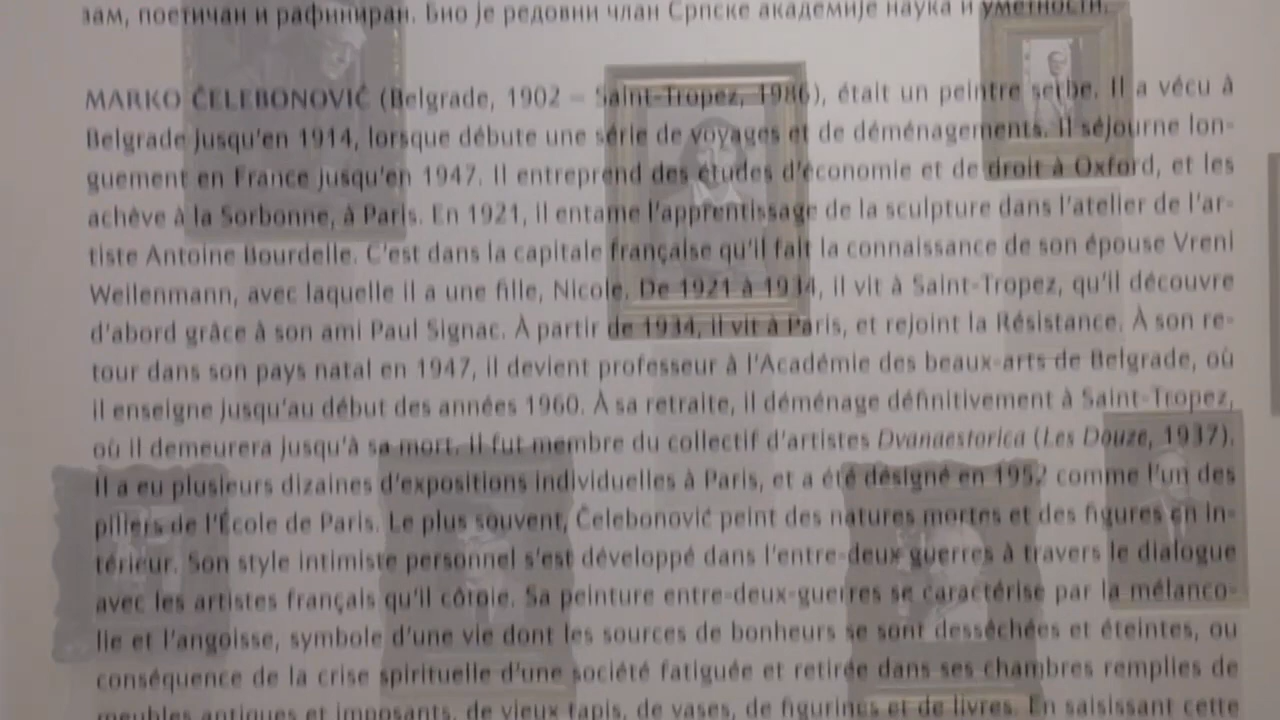 зам, поетичан и рафиниран. Био је редовни члан Српске академије наука и уметности.
MARKO ČELEBONOVIĆ (Belgrade, 1902 – Saint-Tropez, 1986), était un peintre serbe. Il a vécu à
Belgrade jusqu'en 1914, lorsque débute une série de voyages et de déménagements. Il séjourne lon-
guement en France jusqu'en 1947. Il entreprend des études d'économie et de droit à Oxford, et les
achève à la Sorbonne, à Paris. En 1921, il entame l'apprentissage de la sculpture dans l'atelier de l'ar-
tiste Antoine Bourdelle. C'est dans la capitale française qu'il fait la connaissance de son épouse Vreni
Weilenmann, avec laquelle il a une fille, Nicole. De 1921 à 1934, il vit à Saint-Tropez, qu'il découvre
d'abord grâce à son ami Paul Signac. À partir de 1934, il vit à Paris, et rejoint la Résistance. À son re-
tour dans son pays natal en 1947, il devient professeur à l'Académie des beaux-arts de Belgrade, où
il enseigne jusqu'au début des années 1960. À sa retraite, il déménage définitivement à Saint-Tropez,
où il demeurera jusqu'à sa mort. Il fut membre du collectif d'artistes Dvanaestorica (Les Douze, 1937).
Il a eu plusieurs dizaines d'expositions individuelles à Paris, et a été désigné en 1952 comme l'un des
piliers de l'École de Paris. Le plus souvent, Čelebonović peint des natures mortes et des figures en in-
térieur. Son style intimiste personnel s'est développé dans l'entre-deux-guerres à travers le dialogue
avec les artistes français qu'il côtoie. Sa peinture entre-deux-guerres se caractérise par la mélanco-
lie et l'angoisse, symbole d'une vie dont les sources de bonheurs se sont desséchées et éteintes, ou
conséquence de la crise spirituelle d'une société fatiguée et retirée dans ses chambres remplies de
meubles antiques et imposants, de vieux tapis, de vases, de figurines et de livres. En saisissant cette